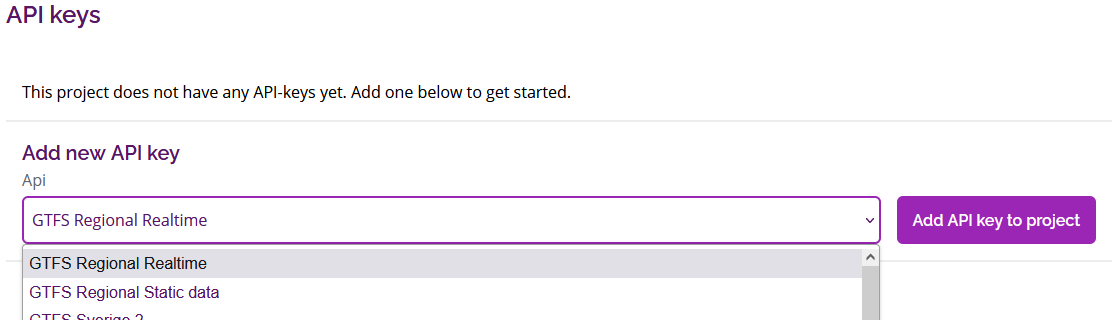 API keys
This project does not have any API-keys yet. Add one below to get started.
Add new API key
Api
GTFS Regional Realtime
Add API key to project
GTFS Regional Realtime
GTFS Regional Static data
GTFS Sverige 2